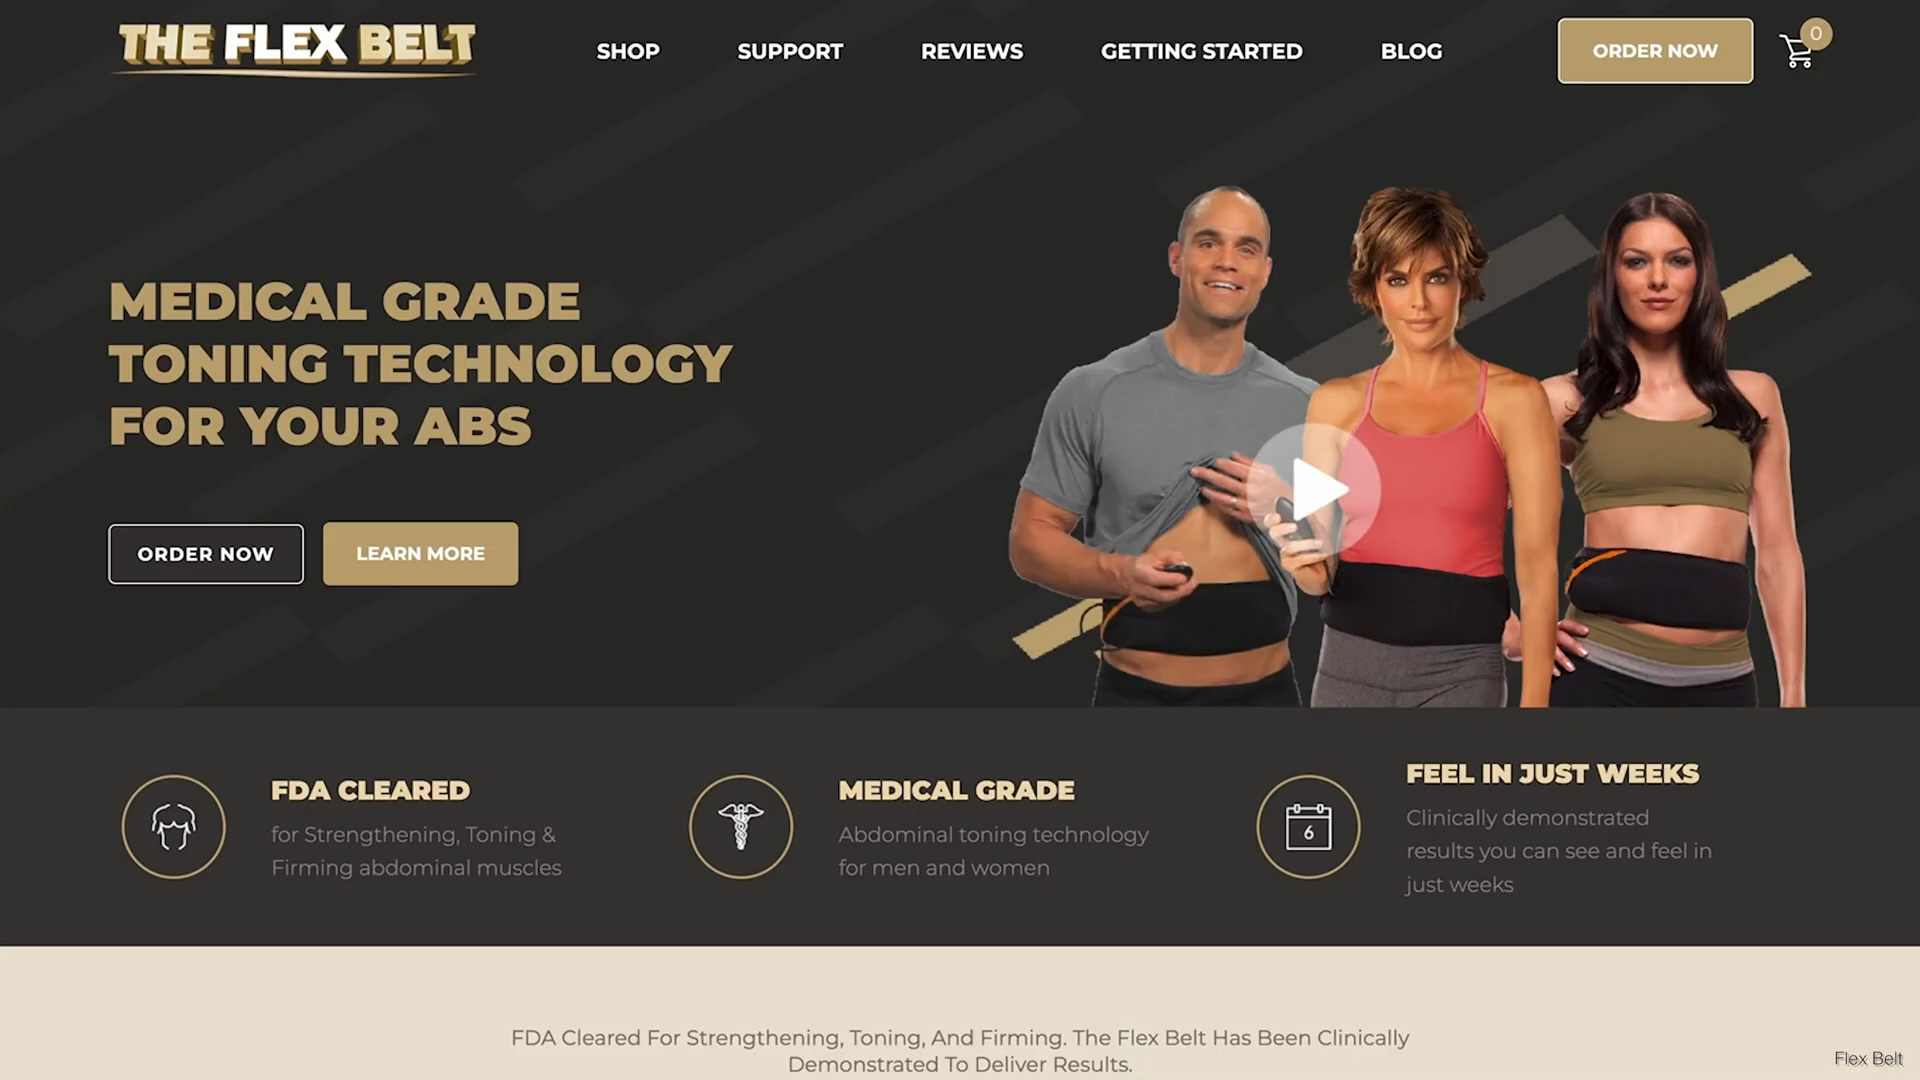 THE FLEX BELT
SHOP
SUPPORT
REVIEWS
GETTING STARTED
BLOG
ORDER NOW
0
MEDICAL GRADE
TONING TECHNOLOGY
FOR YOUR ABS
ORDER NOW
LEARN MORE
FDA CLEARED
for Strengthening, Toning &
Firming abdominal muscles
MEDICAL GRADE
Abdominal toning technology
for men and women
6
FEEL IN JUST WEEKS
Clinically demonstrated
results you can see and feel in
just weeks
FDA Cleared For Strengthening, Toning, And Firming. The Flex Belt Has Been Clinically
Demonstrated To Deliver Results.
Flex Belt